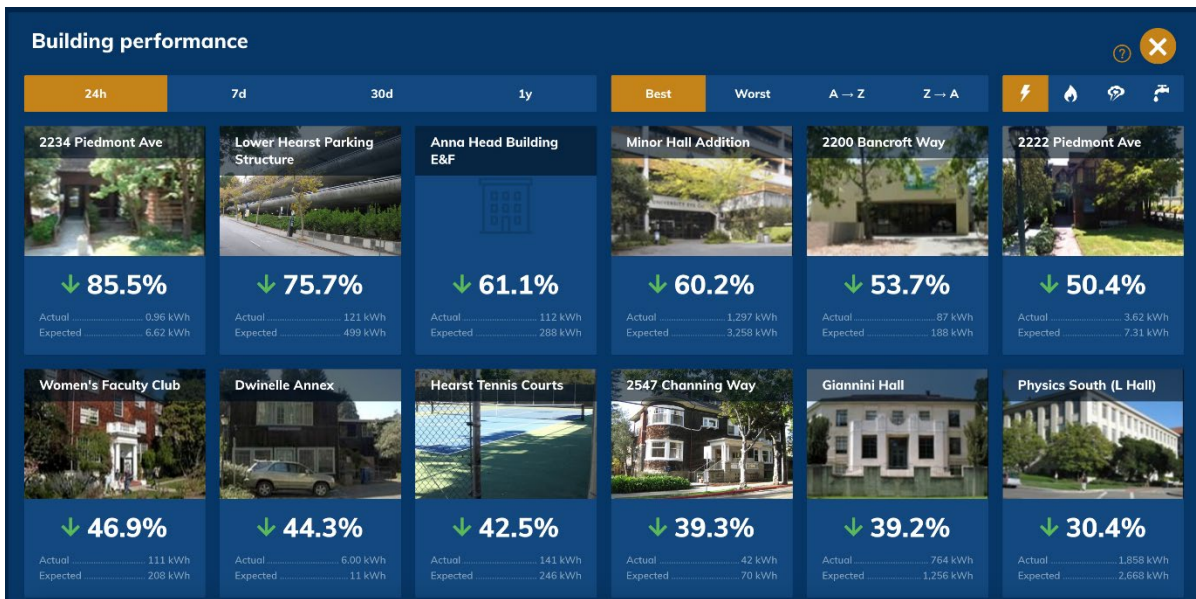 Building performance
?
24h 7d 30d 1y Best Worst A → Z Z → A
2234 Piedmont Ave
85.5%
Actual 0.96 kWh
Expected 6.62 kWh
Lower Hearst Parking
Structure
75.7%
Actual 121 kWh
Expected 499 kWh
Anna Head Building
E&F
61.1%
Actual 112 kWh
Expected 288 kWh
Minor Hall Addition
60.2%
Actual 1,297 kWh
Expected 3,258 kWh
2200 Bancroft Way
53.7%
Actual 87 kWh
Expected 188 kWh
2222 Piedmont Ave
50.4%
Actual 3.62 kWh
Expected 7.31 kWh
Women's Faculty Club
46.9%
Actual 111 kWh
Expected 208 kWh
Dwinelle Annex
44.3%
Actual 6.00 kWh
Expected 11 kWh
Hearst Tennis Courts
42.5%
Actual 141 kWh
Expected 246 kWh
2547 Channing Way
39.3%
Actual 42 kWh
Expected 70 kWh
Giannini Hall
39.2%
Actual 764 kWh
Expected 1,256 kWh
Physics South (L Hall)
30.4%
Actual 1,858 kWh
Expected 2,668 kWh